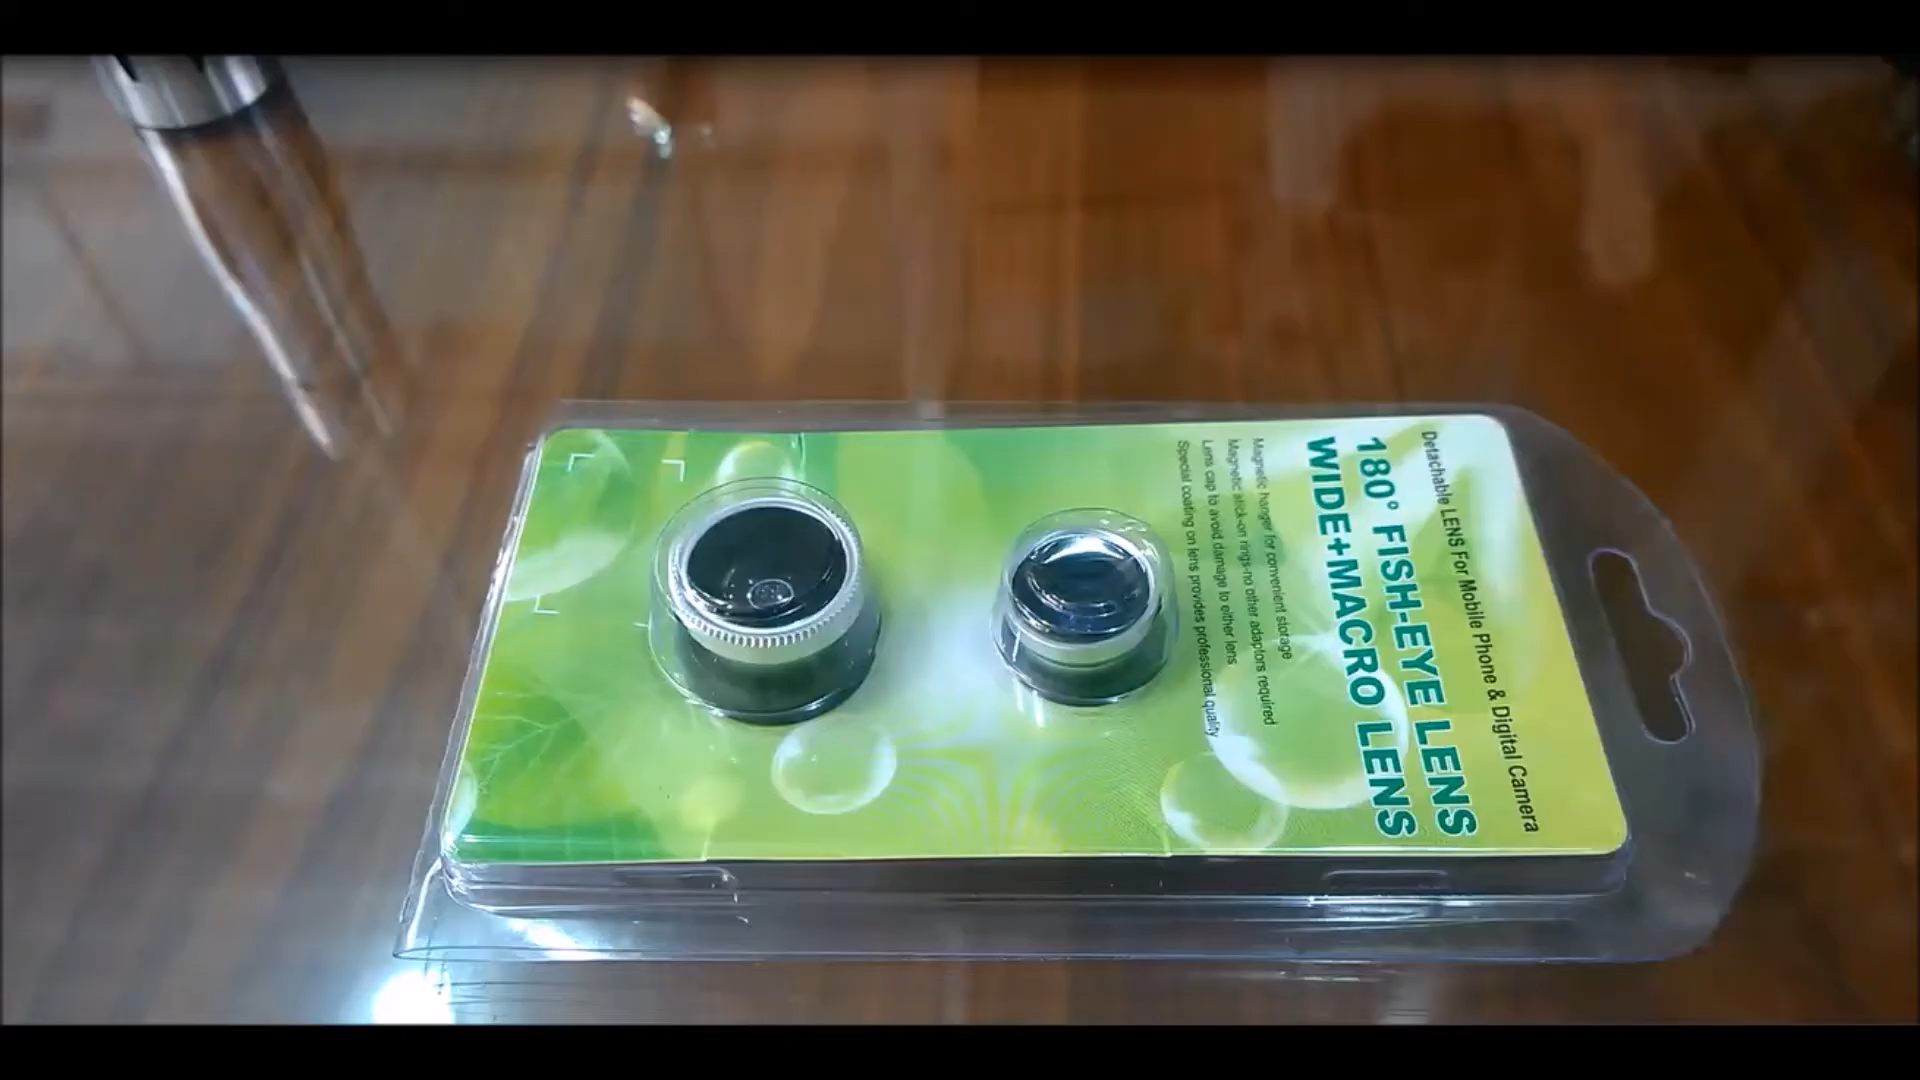 Detachable LENS For Mobile Phone & Digital Camera
180° FISH-EYE LENS
WIDE+MACRO LENS
Magnetic hanger for convenient storage
Magnetic stick-on rings-no other adaptors required
Lens cap to avoid damage to either lens
Special coating on lens provides professional quality